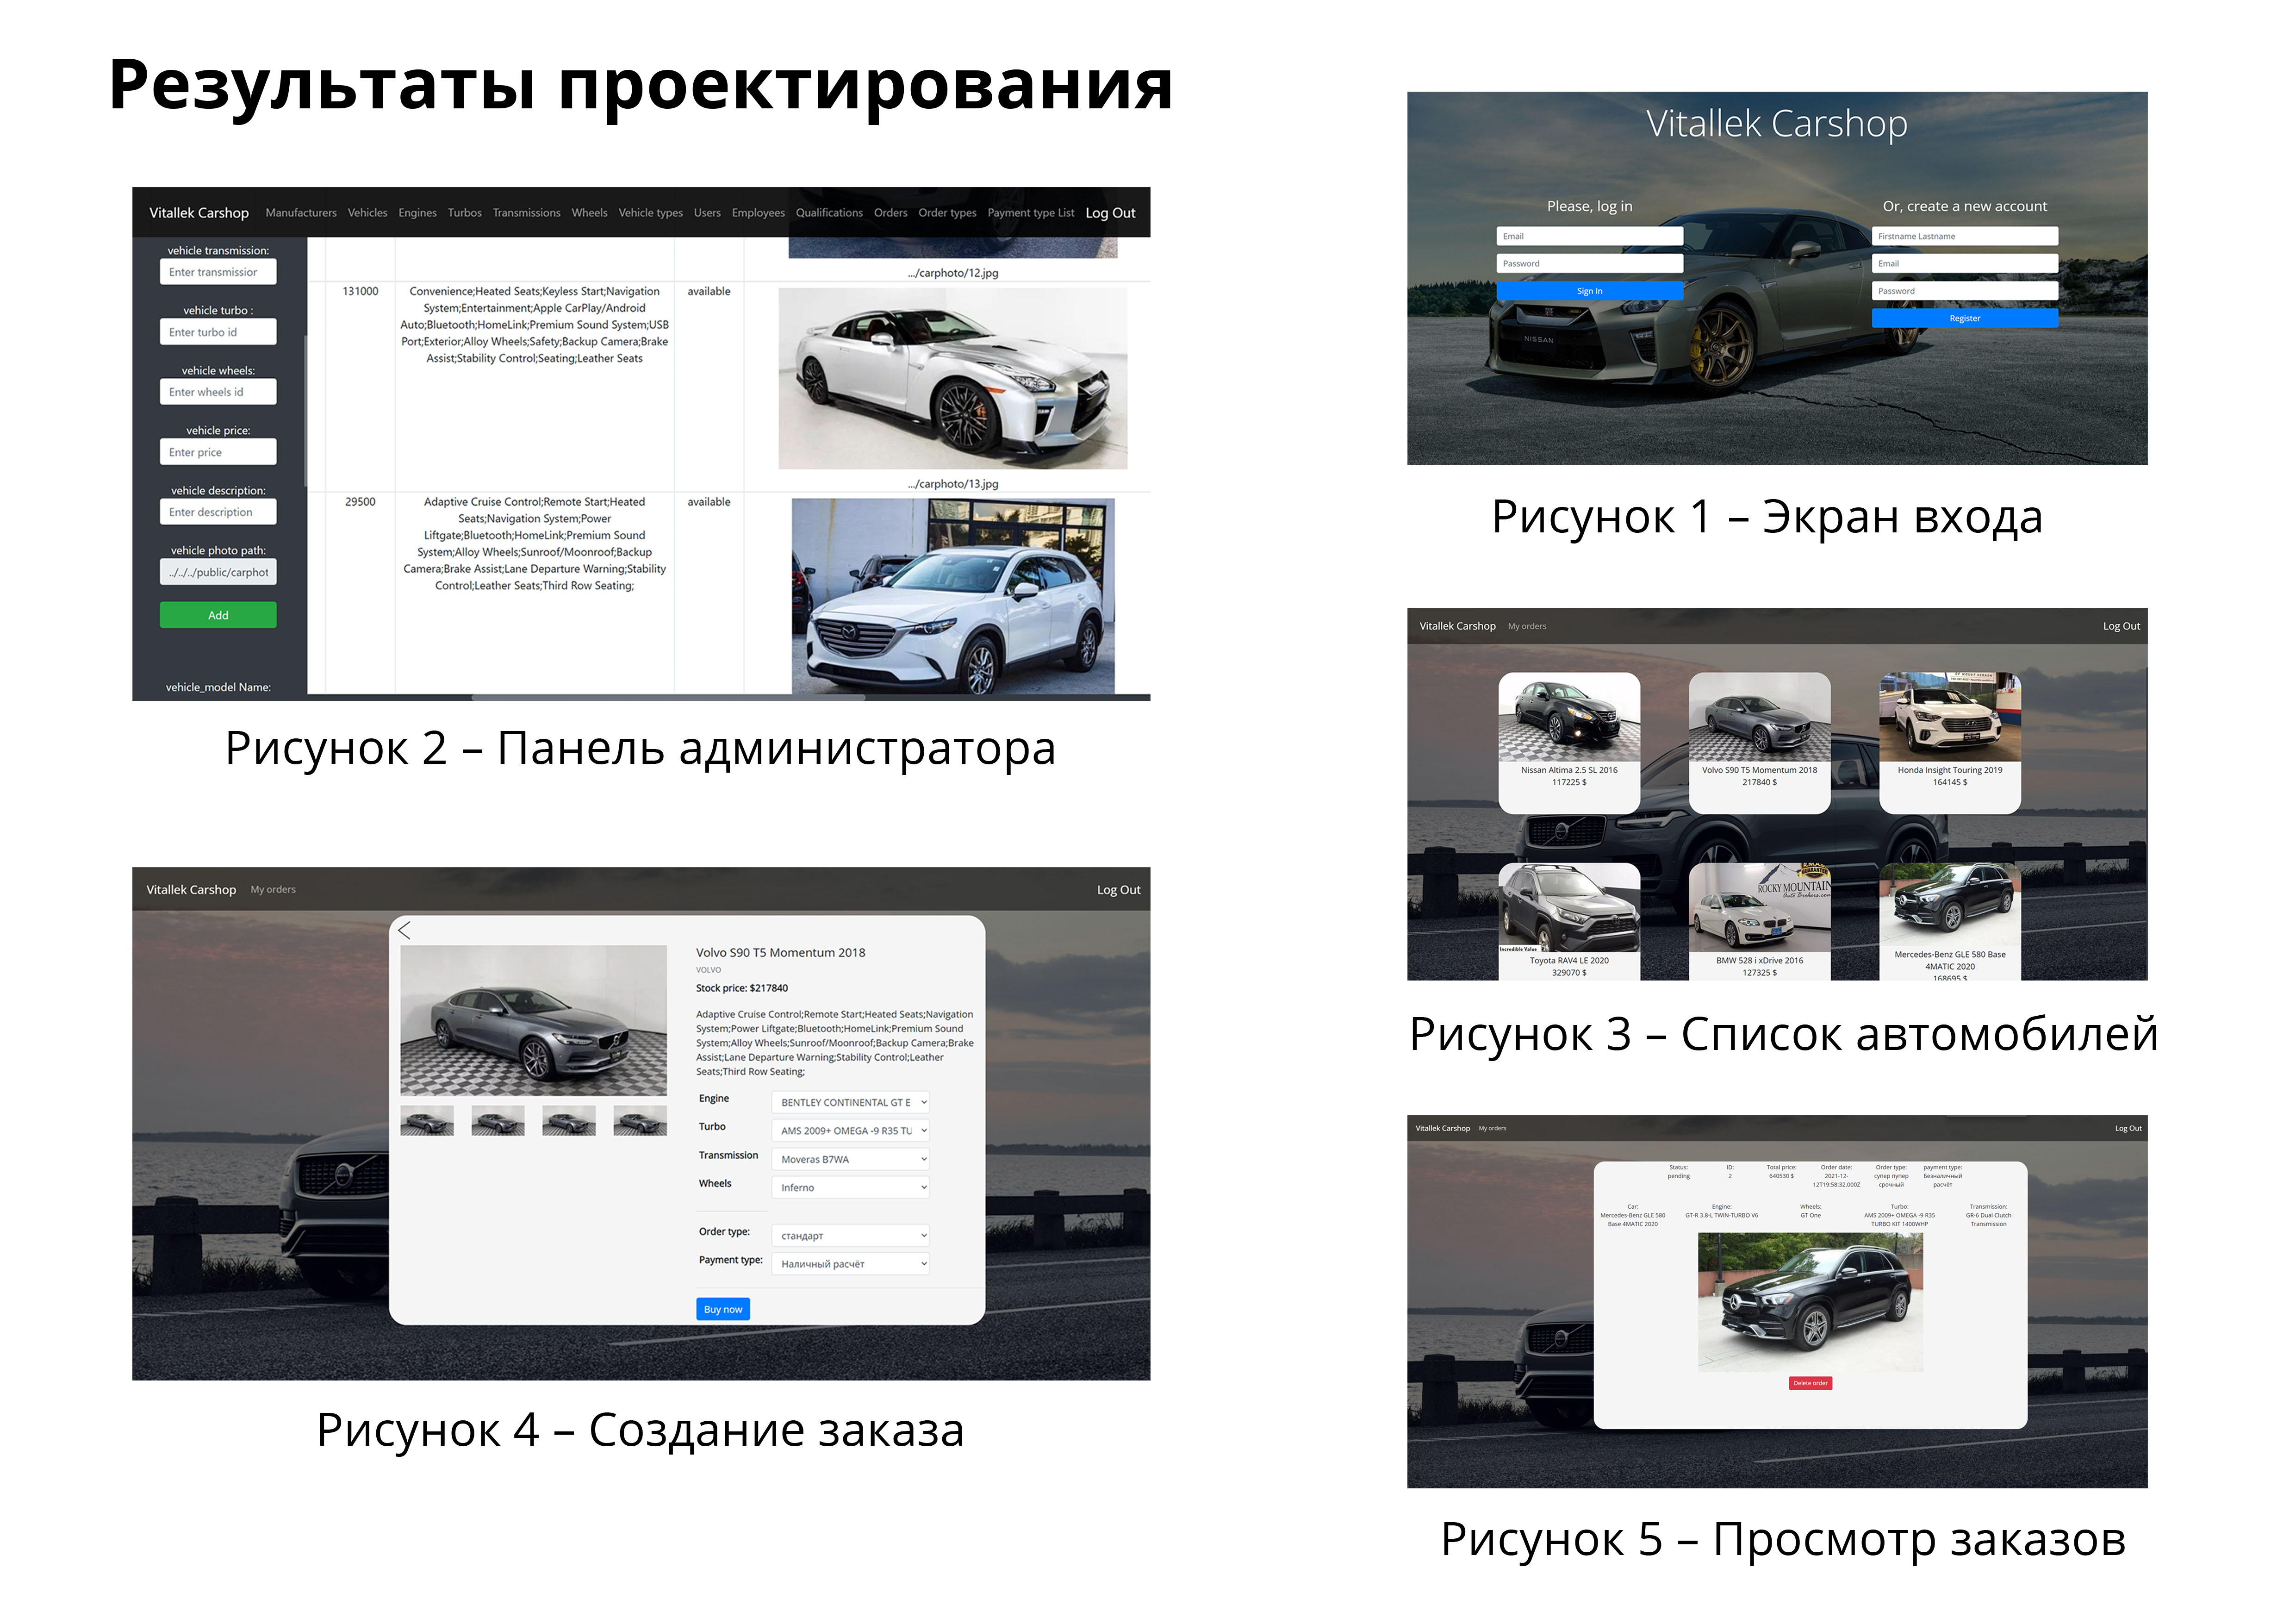 Результаты проектирования
Vitallek Carshop Manufacturers Vehicles Engines Turbos Transmissions Wheels Vehicle types Users Employees Qualifications Orders Order types Payment type List Log Out
vehicle transmission:
Enter transmissior
vehicle turbo :
Enter turbo id
vehicle wheels:
Enter wheels id
vehicle price:
Enter price
vehicle description:
Enter description
vehicle photo path:
../../../public/carphot
Add
vehicle_model Name:
.../carphoto/12.jpg
131000
Convenience;Heated Seats;Keyless Start;Navigation
System;Entertainment;Apple CarPlay/Android
Auto;Bluetooth;HomeLink;Premium Sound System;USB
Port;Exterior;Alloy Wheels;Safety;Backup Camera;Brake
Assist;Stability Control;Seating;Leather Seats
available
.../carphoto/13.jpg
29500
Adaptive Cruise Control;Remote Start;Heated
Seats;Navigation System;Power
Liftgate;Bluetooth;HomeLink;Premium Sound
System;Alloy Wheels;Sunroof/Moonroof;Backup
Camera;Brake Assist;Lane Departure Warning;Stability
Control;Leather Seats;Third Row Seating;
available
Рисунок 2 – Панель администратора
Vitallek Carshop My orders Log Out
Volvo S90 T5 Momentum 2018
VOLVO
Stock price: $217840
Adaptive Cruise Control;Remote Start;Heated Seats;Navigation
System;Power Liftgate;Bluetooth;HomeLink;Premium Sound
System;Alloy Wheels;Sunroof/Moonroof;Backup Camera;Brake
Assist;Lane Departure Warning;Stability Control;Leather
Seats;Third Row Seating;
Engine BENTLEY CONTINENTAL GT E
Turbo AMS 2009+ OMEGA -9 R35 TU
Transmission Moveras B7WA
Wheels Inferno
Order type: стандарт
Payment type: Наличный расчёт
Buy now
Рисунок 4 – Создание заказа
Vitallek Carshop
Please, log in
Email
Password
Sign In
Or, create a new account
Firstname Lastname
Email
Password
Register
NISSAN
Рисунок 1 – Экран входа
Vitallek Carshop My orders Log Out
Nissan Altima 2.5 SL 2016
117225 $
Volvo S90 T5 Momentum 2018
217840 $
Honda Insight Touring 2019
164145 $
Incredible Value
Toyota RAV4 LE 2020
329070 $
ROCKY MOUNTAIN
Auto Brokers.com
BMW 528 i xDrive 2016
127325 $
Mercedes-Benz GLE 580 Base
4MATIC 2020
168695 $
Рисунок 3 – Список автомобилей
Vitallek Carshop My orders Log Out
Status:
pending
ID:
2
Total price:
640530 $
Order date:
2021-12-
12T19:58:32.000Z
Order type:
супер пупер
срочный
payment type:
Безналичный
расчёт
Car:
Mercedes-Benz GLE 580
Base 4MATIC 2020
Engine:
GT-R 3.8-L TWIN-TURBO V6
Wheels:
GT One
Turbo:
AMS 2009+ OMEGA -9 R35
TURBO KIT 1400WHP
Transmission:
GR-6 Dual Clutch
Transmission
Delete order
Рисунок 5 – Просмотр заказов